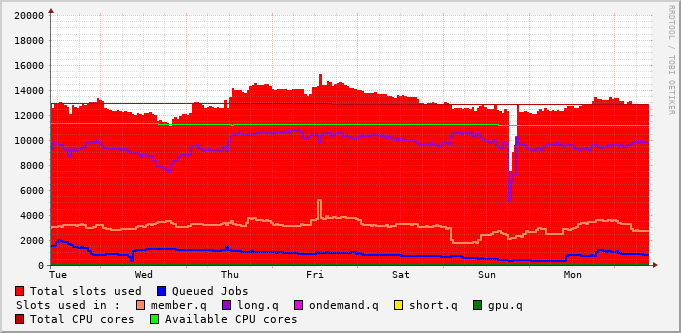 20000
18000
16000
14000
12000
10000
8000
6000
4000
2000
0
Tue Wed Thu Fri Sat Sun Mon
Total slots used Queued Jobs
Slots used in : member.q long.q ondemand.q short.q gpu.q
Total CPU cores Available CPU cores
RRDTOOL / TOBI OETIKER